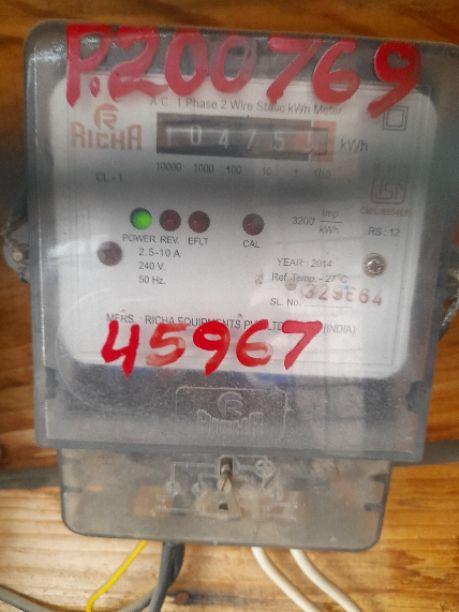 P.200769
A.C. 1 Phase 2 Wire Static kWh Meter
RICHA
kWh
10000 1000 100 10 1 1/10
CL - 1
3200 Imp/kWh
RS : 12
POWER REV. EFLT CAL
2.5-10 A
240 V.
50 Hz.
YEAR : 2014
Ref. Temp. - 27°C
SL. No.
MFRS. : RICHA EQUIPMENTS (INDIA)
45967
RICHA